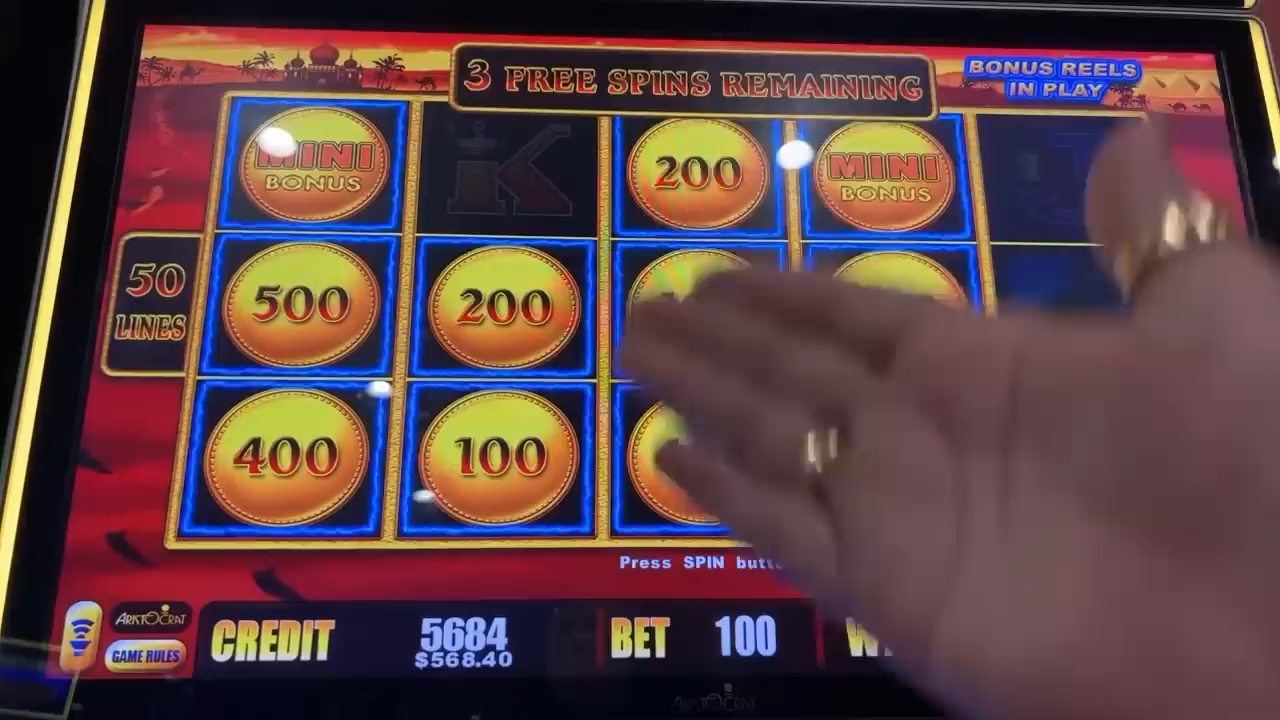 3 FREE SPINS REMAINING
BONUS REELS
IN PLAY
MINI
BONUS
K
200
MINI
BONUS
50
LINES
500
200
400
100
Press SPIN
ARISTOCRAT
GAME RULES
CREDIT
5684
$568.40
BET
100
ARISTOCRAT